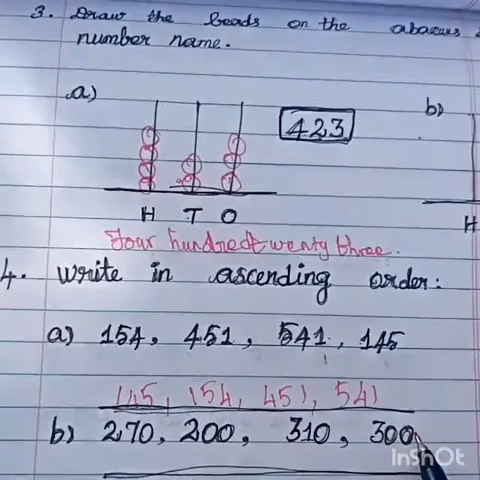 3. Draw the beads on the abacus &
number name.
a)
b)
423
H T O
H
Four hundred twenty three.
4. Write in ascending order:
a) 154, 451, 541, 145
145, 154, 451, 541
b) 270, 200, 310, 300
InShOt